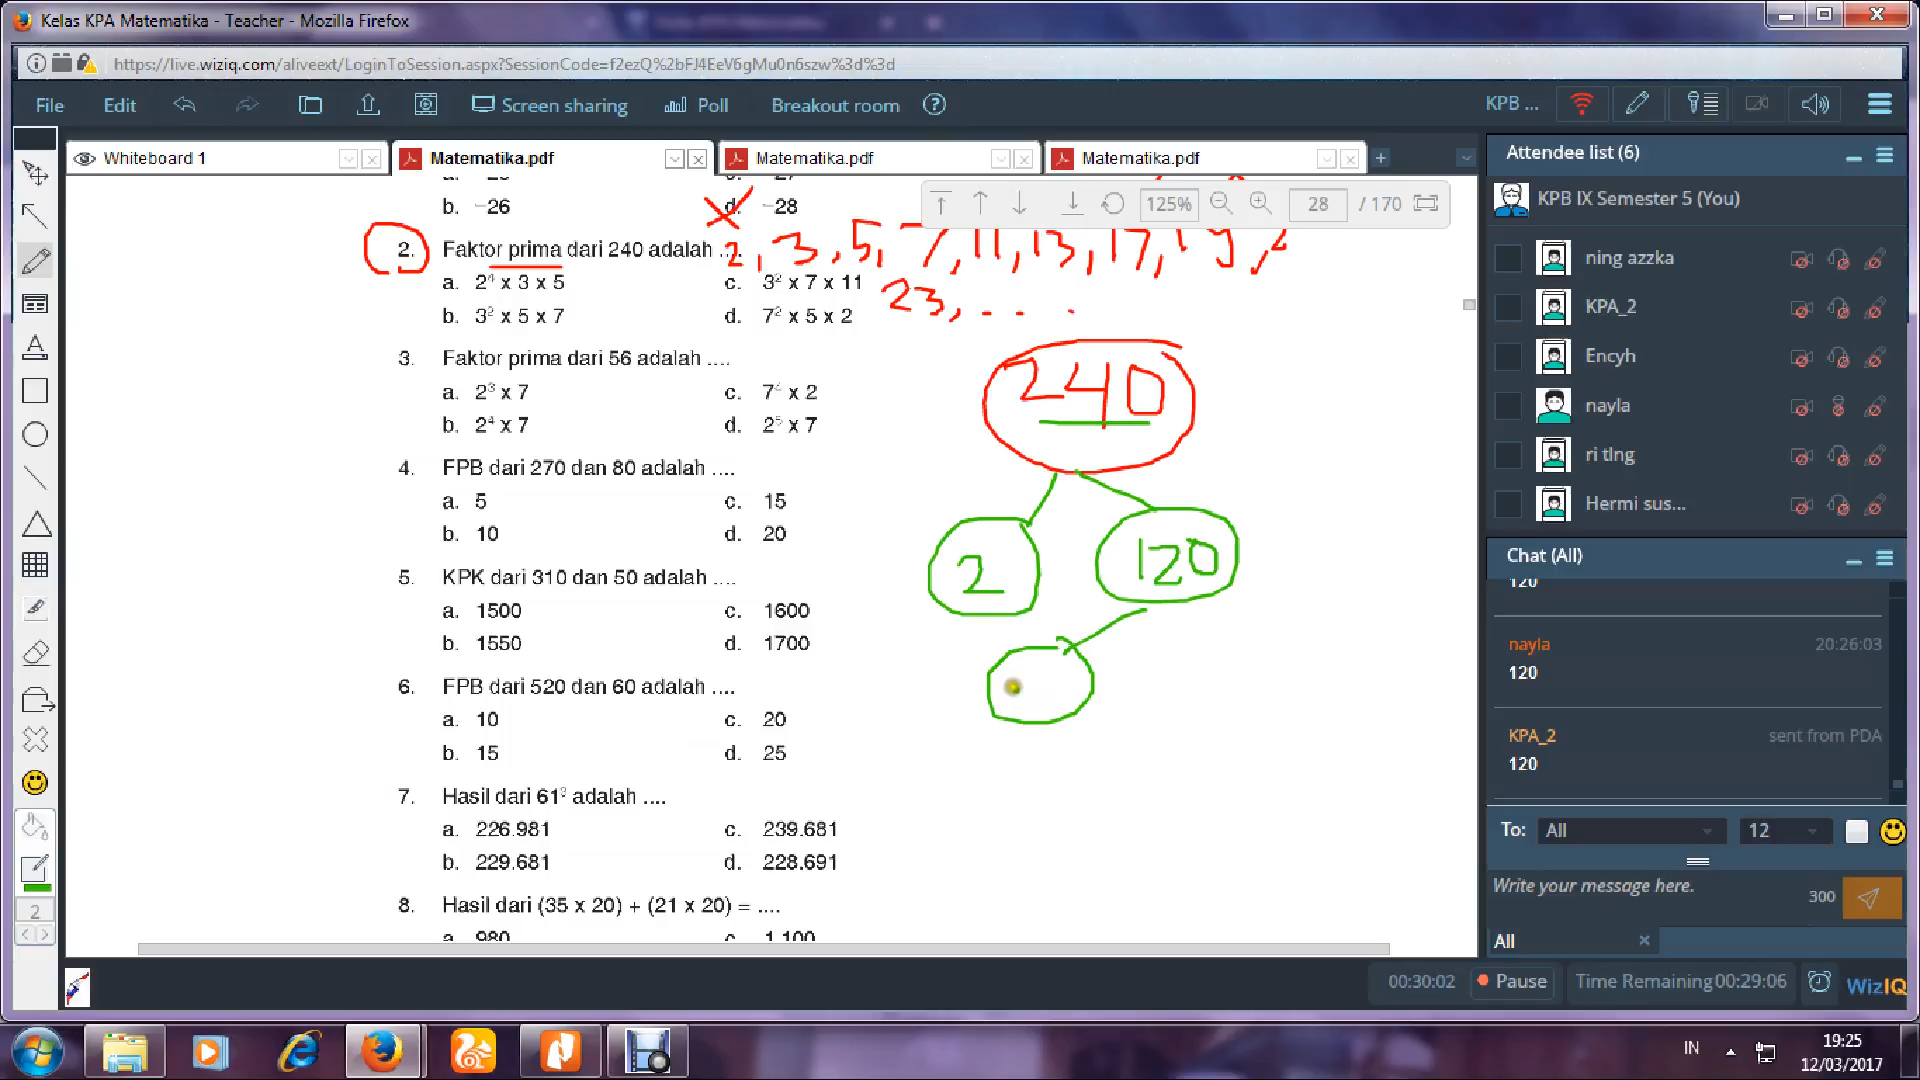 Kelas KPA Matematika - Teacher - Mozilla Firefox
https://live.wiziq.com/aliveext/LoginToSession.aspx?SessionCode=f2ezQ%2bFJ4EeV6gMu0n6szw%3d%3d
File Edit Screen sharing Poll Breakout room KPB ...
Whiteboard 1 Matematika.pdf Matematika.pdf Matematika.pdf
125% 28 / 170
b. -26 d. -28
2. Faktor prima dari 240 adalah ....
2, 3, 5, 7, 11, 13, 17, 19,
23, . . .
a. 2⁴ x 3 x 5 c. 3² x 7 x 11
b. 3² x 5 x 7 d. 7² x 5 x 2
3. Faktor prima dari 56 adalah ....
a. 2³ x 7 c. 7⁴ x 2
b. 2⁴ x 7 d. 2⁵ x 7
240
4. FPB dari 270 dan 80 adalah ....
a. 5 c. 15
b. 10 d. 20
2 120
5. KPK dari 310 dan 50 adalah ....
a. 1500 c. 1600
b. 1550 d. 1700
6. FPB dari 520 dan 60 adalah ....
a. 10 c. 20
b. 15 d. 25
7. Hasil dari 61³ adalah ....
a. 226.981 c. 239.681
b. 229.681 d. 228.691
8. Hasil dari (35 x 20) + (21 x 20) = ....
a. 980 c. 1.100
2
Attendee list (6)
KPB IX Semester 5 (You)
ning azzka
KPA_2
Encyh
nayla
ri tlng
Hermi sus...
Chat (All)
120
nayla 20:26:03
120
KPA_2 sent from PDA
120
To: All 12
Write your message here. 300
All
00:30:02 Pause Time Remaining 00:29:06 WizIQ
IN 19:25
12/03/2017